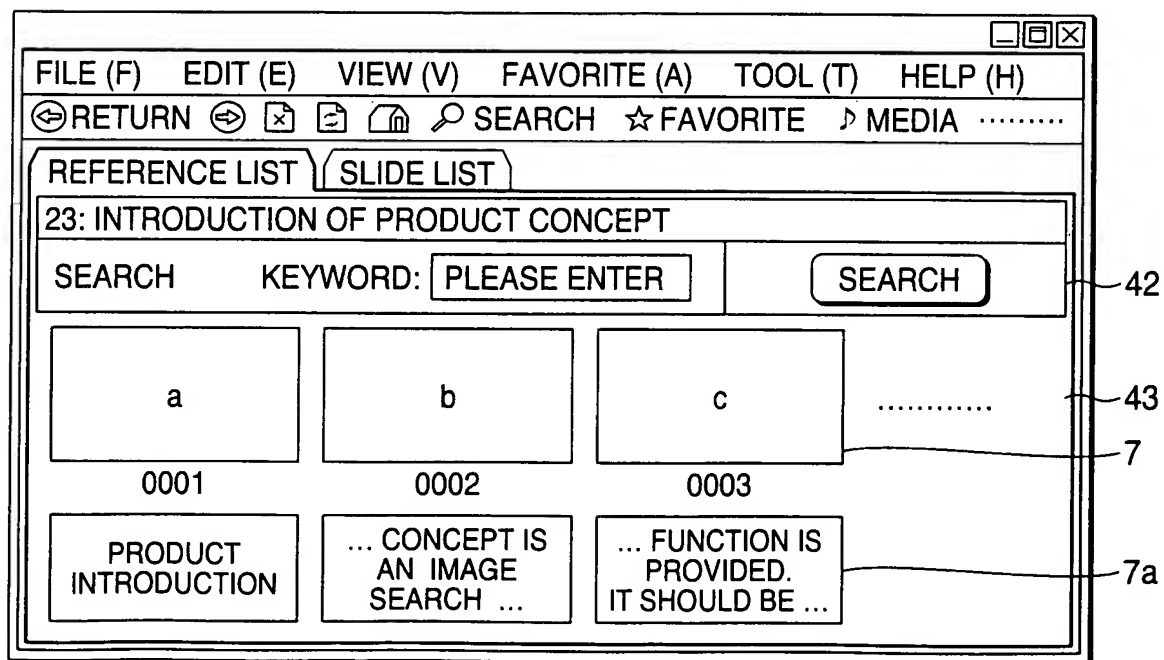 FILE (F) EDIT (E) VIEW (V) FAVORITE (A) TOOL (T) HELP (H)
RETURN SEARCH FAVORITE MEDIA .........
REFERENCE LIST SLIDE LIST
23: INTRODUCTION OF PRODUCT CONCEPT
SEARCH KEYWORD: PLEASE ENTER SEARCH 42
a b c ............ 43
7
0001 0002 0003
PRODUCT INTRODUCTION
... CONCEPT IS
AN IMAGE
SEARCH ...
... FUNCTION IS
PROVIDED.
IT SHOULD BE ...
7a